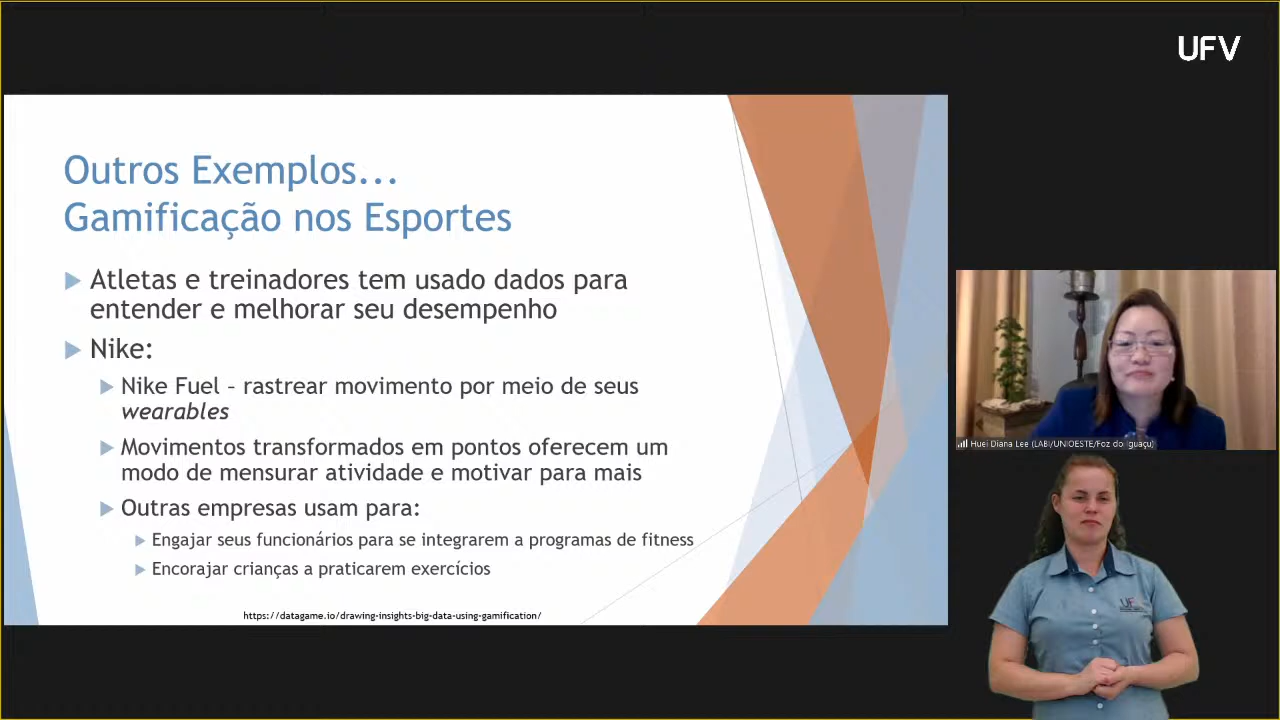 UFV
Outros Exemplos...
Gamificação nos Esportes
Atletas e treinadores tem usado dados para
entender e melhorar seu desempenho
Nike:
Nike Fuel – rastrear movimento por meio de seus
wearables
Movimentos transformados em pontos oferecem um
modo de mensurar atividade e motivar para mais
Outras empresas usam para:
Engajar seus funcionários para se integrarem a programas de fitness
Encorajar crianças a praticarem exercícios
https://datagame.io/drawing-insights-big-data-using-gamification/
Huei Diana Lee (LABI/UNIOESTE/Foz do Iguaçu)
UFV